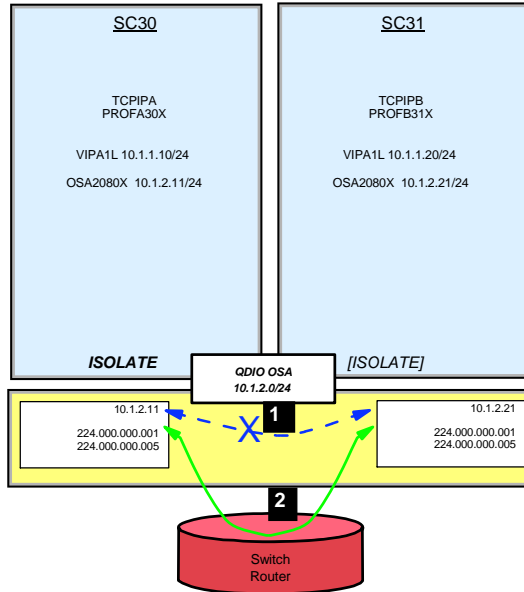 SC30
TCPIPA
PROFA30X
VIPA1L 10.1.1.10/24
OSA2080X 10.1.2.11/24
ISOLATE
SC31
TCPIPB
PROFB31X
VIPA1L 10.1.1.20/24
OSA2080X 10.1.2.21/24
[ISOLATE]
QDIO OSA
10.1.2.0/24
1
10.1.2.11
224.000.000.001
224.000.000.005
X
10.1.2.21
224.000.000.001
224.000.000.005
2
Switch
Router